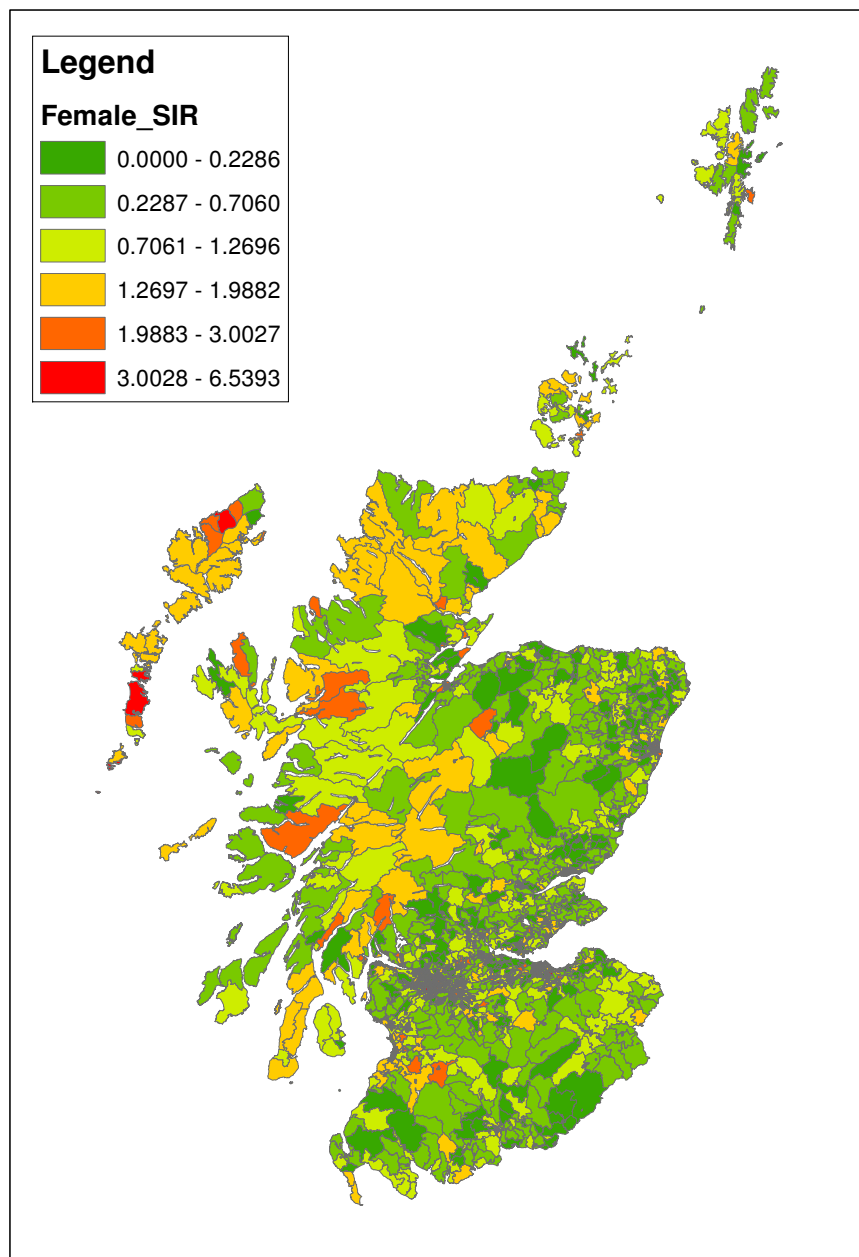 Legend
Female_SIR
0.0000 - 0.2286
0.2287 - 0.7060
0.7061 - 1.2696
1.2697 - 1.9882
1.9883 - 3.0027
3.0028 - 6.5393